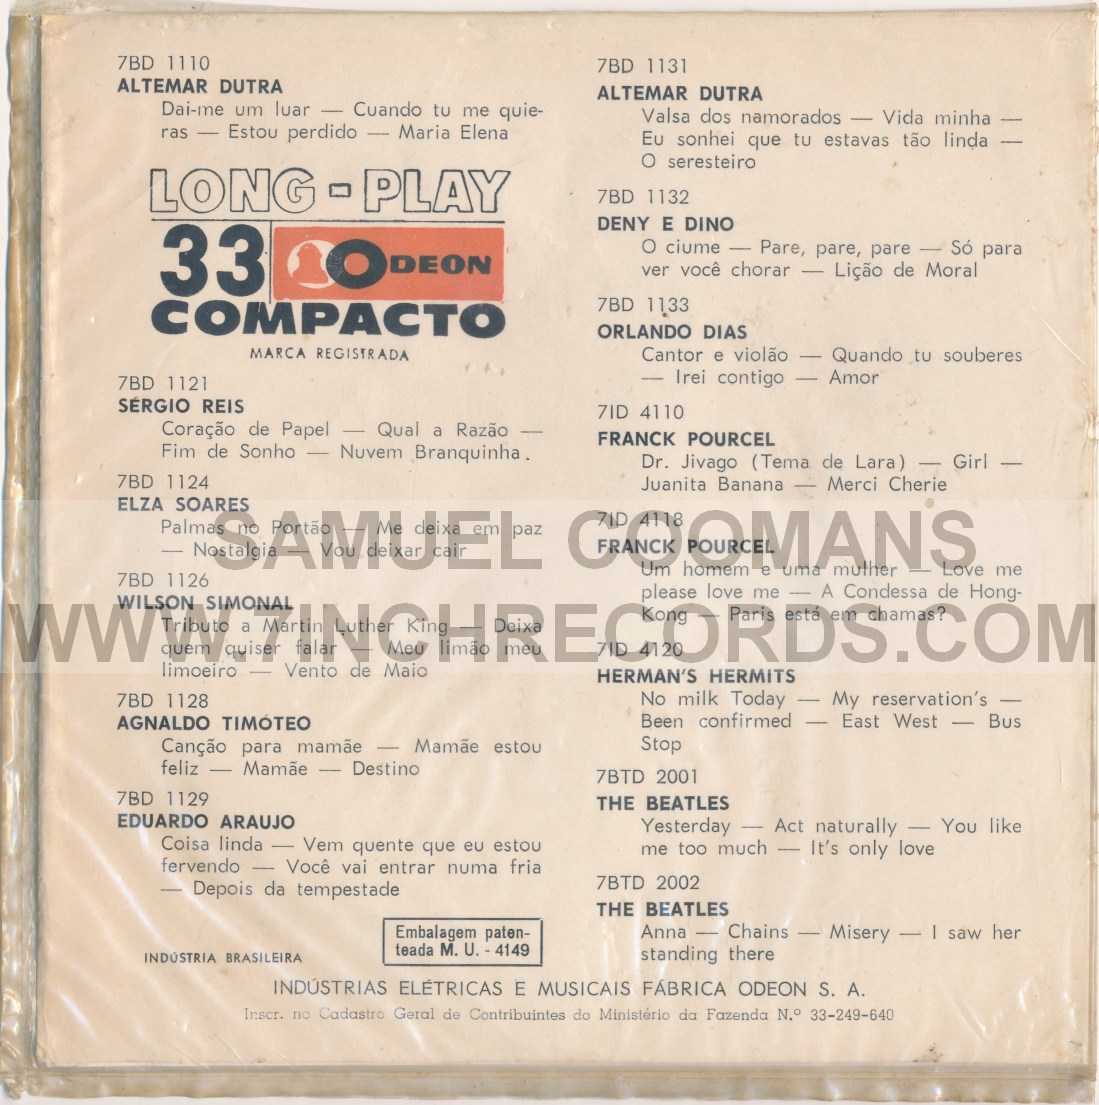 7BD 1110
ALTEMAR DUTRA
Dai-me um luar — Cuando tu me quie-
ras — Estou perdido — Maria Elena
LONG-PLAY
33 ODEON
COMPACTO
MARCA REGISTRADA
7BD 1121
SÉRGIO REIS
Coração de Papel — Qual a Razão —
Fim de Sonho — Nuvem Branquinha.
7BD 1124
ELZA SOARES
Palmas no Portão — Me deixa em paz
— Nostalgia — Vou deixar cair
7BD 1126
WILSON SIMONAL
Tributo a Martin Luther King — Deixa
quem quiser falar — Meu limão meu
limoeiro — Vento de Maio
7BD 1128
AGNALDO TIMÓTEO
Canção para mamãe — Mamãe estou
feliz — Mamãe — Destino
7BD 1129
EDUARDO ARAUJO
Coisa linda — Vem quente que eu estou
fervendo — Você vai entrar numa fria
— Depois da tempestade
7BD 1131
ALTEMAR DUTRA
Valsa dos namorados — Vida minha —
Eu sonhei que tu estavas tão linda —
O seresteiro
7BD 1132
DENY E DINO
O ciume — Pare, pare, pare — Só para
ver você chorar — Lição de Moral
7BD 1133
ORLANDO DIAS
Cantor e violão — Quando tu souberes
— Irei contigo — Amor
7ID 4110
FRANCK POURCEL
Dr. Jivago (Tema de Lara) — Girl —
Juanita Banana — Merci Cherie
7ID 4118
FRANCK POURCEL
Um homem e uma mulher — Love me
please love me — A Condessa de Hong-
Kong — Paris está em chamas?
7ID 4120
HERMAN'S HERMITS
No milk Today — My reservation's —
Been confirmed — East West — Bus
Stop
7BTD 2001
THE BEATLES
Yesterday — Act naturally — You like
me too much — It's only love
7BTD 2002
THE BEATLES
Anna — Chains — Misery — I saw her
standing there
SAMUEL COOMANS
WWW.7INCHRECORDS.COM
INDÚSTRIA BRASILEIRA
Embalagem paten-
teada M. U. - 4149
INDÚSTRIAS ELÉTRICAS E MUSICAIS FÁBRICA ODEON S. A.
Inscr. no Cadastro Geral de Contribuintes do Ministério da Fazenda N.º 33-249-640